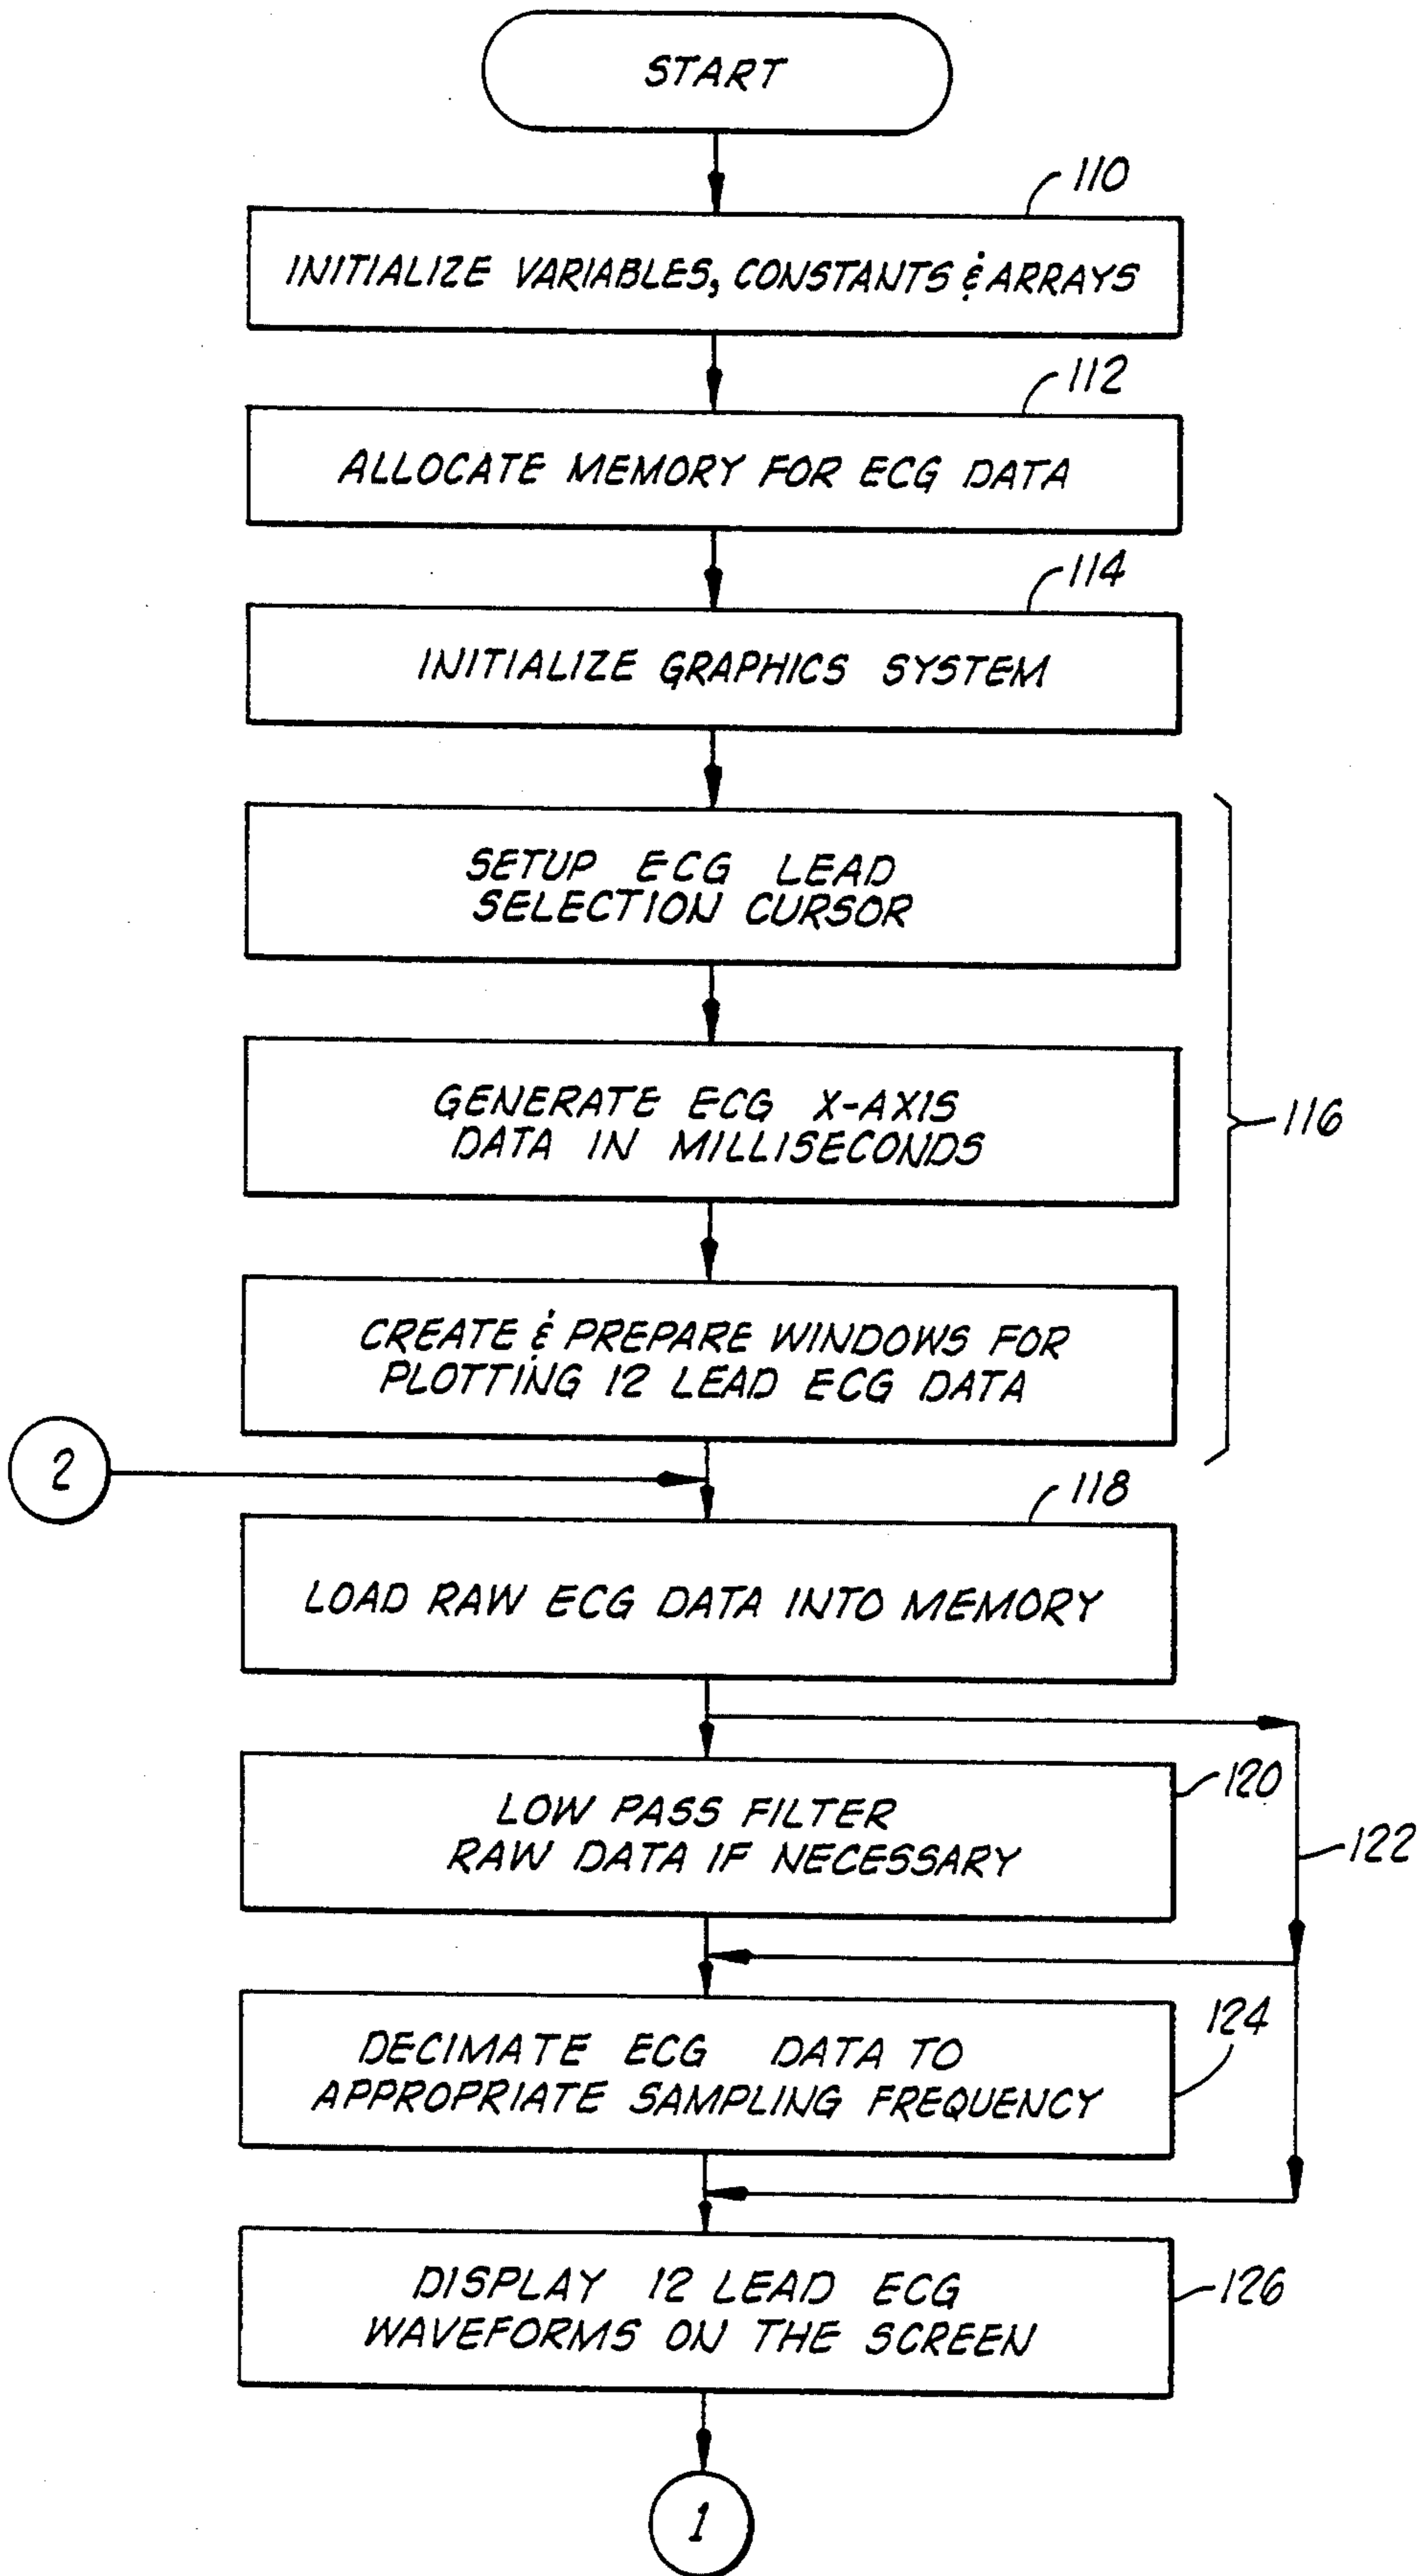 START
110
INITIALIZE VARIABLES, CONSTANTS & ARRAYS
112
ALLOCATE MEMORY FOR ECG DATA
114
INITIALIZE GRAPHICS SYSTEM
SETUP ECG LEAD
SELECTION CURSOR
GENERATE ECG X-AXIS
DATA IN MILLISECONDS
116
CREATE & PREPARE WINDOWS FOR
PLOTTING 12 LEAD ECG DATA
2
118
LOAD RAW ECG DATA INTO MEMORY
120
LOW PASS FILTER
RAW DATA IF NECESSARY
122
124
DECIMATE ECG DATA TO
APPROPRIATE SAMPLING FREQUENCY
DISPLAY 12 LEAD ECG
WAVEFORMS ON THE SCREEN
126
1